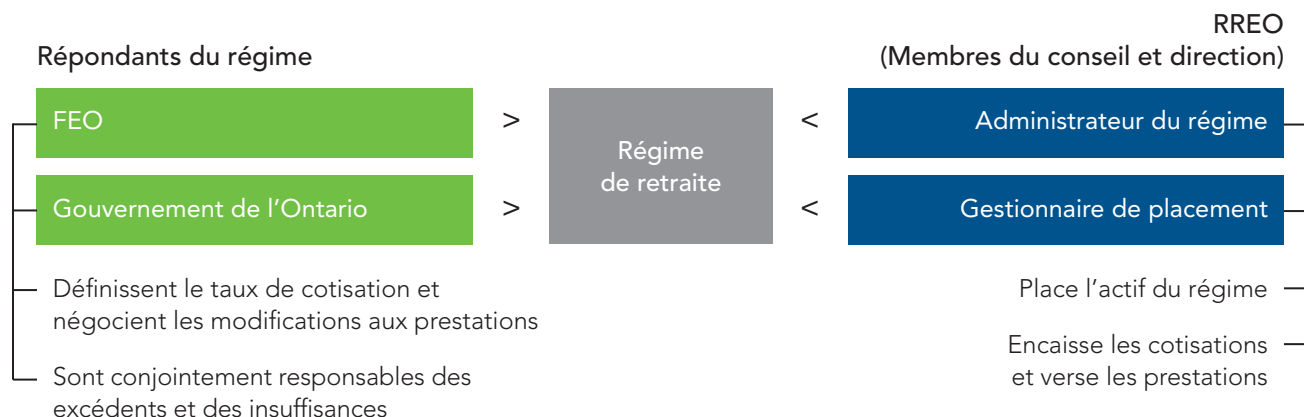 Répondants du régime
FEO
>
Gouvernement de l’Ontario
>
Définissent le taux de cotisation et
négocient les modifications aux prestations
Sont conjointement responsables des
excédents et des insuffisances
Régime
de retraite
RREO
(Membres du conseil et direction)
<
Administrateur du régime
<
Gestionnaire de placement
Place l’actif du régime
Encaisse les cotisations
et verse les prestations